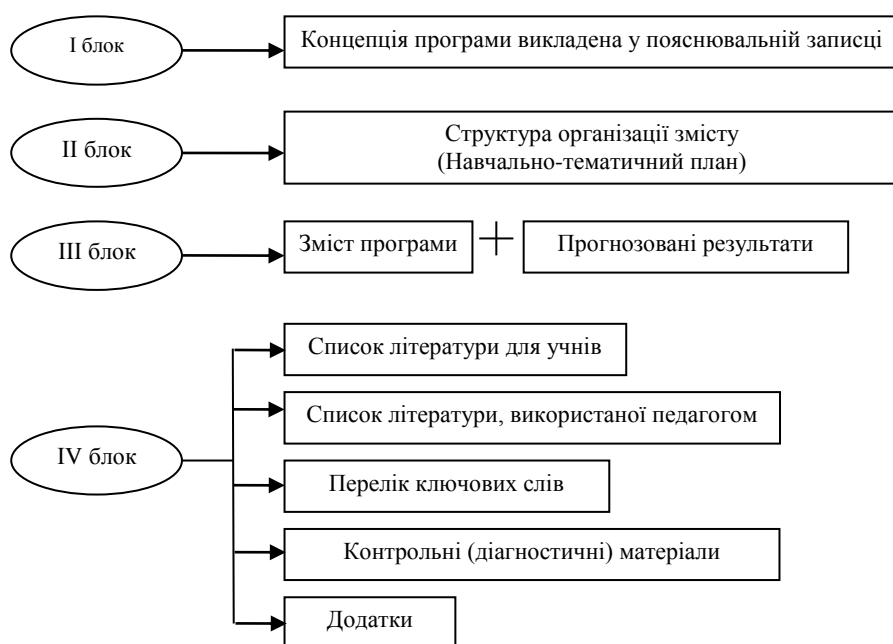 I блок
Концепція програми викладена у пояснювальній записці
II блок
Структура організації змісту
(Навчально-тематичний план)
III блок
Зміст програми
+
Прогнозовані результати
IV блок
Список літератури для учнів
Список літератури, використаної педагогом
Перелік ключових слів
Контрольні (діагностичні) матеріали
Додатки